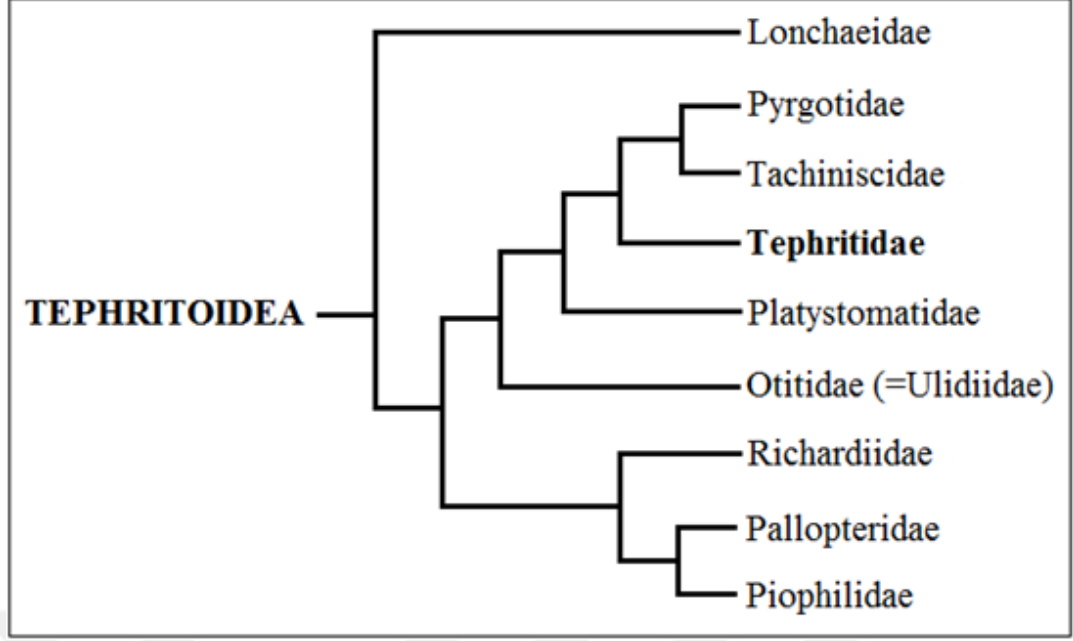 Lonchaeidae
Pyrgotidae
Tachiniscidae
Tephritidae
TEPHRITOIDEA
Platystomatidae
Otitidae (=Ulidiidae)
Richardiidae
Pallopteridae
Piophilidae